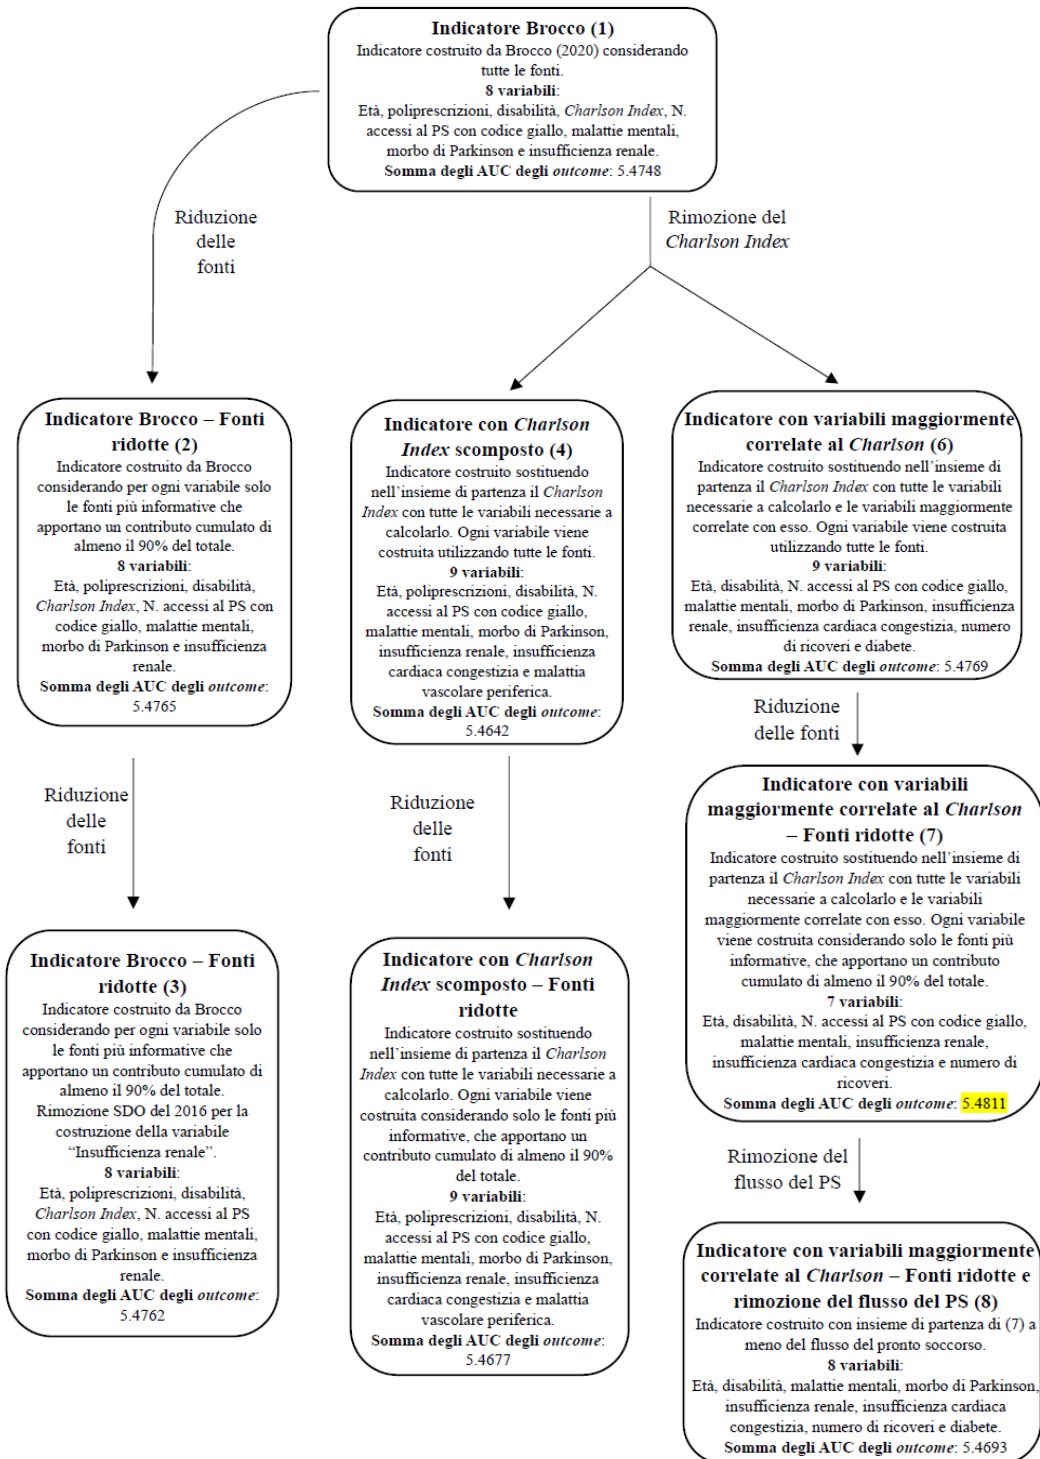 Indicatore Brocco (1)
Indicatore costruito da Brocco (2020) considerando
tutte le fonti.
8 variabili:
Età, poliprescrizioni, disabilità, Charlson Index, N.
accessi al PS con codice giallo, malattie mentali,
morbo di Parkinson e insufficienza renale.
Somma degli AUC degli outcome: 5.4748
Riduzione
delle
fonti
Rimozione del
Charlson Index
Indicatore Brocco – Fonti
ridotte (2)
Indicatore costruito da Brocco
considerando per ogni variabile solo
le fonti più informative che
apportano un contributo cumulato di
almeno il 90% del totale.
8 variabili:
Età, poliprescrizioni, disabilità,
Charlson Index, N. accessi al PS con
codice giallo, malattie mentali,
morbo di Parkinson e insufficienza
renale.
Somma degli AUC degli outcome:
5.4765
Indicatore con Charlson
Index scomposto (4)
Indicatore costruito sostituendo
nell'insieme di partenza il Charlson
Index con tutte le variabili necessarie a
calcolarlo. Ogni variabile viene
costruita utilizzando tutte le fonti.
9 variabili:
Età, poliprescrizioni, disabilità, N.
accessi al PS con codice giallo,
malattie mentali, morbo di Parkinson,
insufficienza renale, insufficienza
cardiaca congestizia e malattia
vascolare periferica.
Somma degli AUC degli outcome:
5.4642
Indicatore con variabili maggiormente
correlate al Charlson (6)
Indicatore costruito sostituendo nell'insieme di
partenza il Charlson Index con tutte le variabili
necessarie a calcolarlo e le variabili maggiormente
correlate con esso. Ogni variabile viene costruita
utilizzando tutte le fonti.
9 variabili:
Età, disabilità, N. accessi al PS con codice giallo,
malattie mentali, morbo di Parkinson, insufficienza
renale, insufficienza cardiaca congestizia, numero
di ricoveri e diabete.
Somma degli AUC degli outcome: 5.4769
Riduzione
delle
fonti
Riduzione
delle
fonti
Riduzione
delle fonti
Indicatore Brocco – Fonti
ridotte (3)
Indicatore costruito da Brocco
considerando per ogni variabile solo
le fonti più informative che
apportano un contributo cumulato di
almeno il 90% del totale.
Rimozione SDO del 2016 per la
costruzione della variabile
“Insufficienza renale”.
8 variabili:
Età, poliprescrizioni, disabilità,
Charlson Index, N. accessi al PS
con codice giallo, malattie mentali,
morbo di Parkinson e insufficienza
renale.
Somma degli AUC degli outcome:
5.4762
Indicatore con Charlson
Index scomposto – Fonti
ridotte
Indicatore costruito sostituendo
nell'insieme di partenza il Charlson
Index con tutte le variabili necessarie a
calcolarlo. Ogni variabile viene
costruita considerando solo le fonti più
informative, che apportano un
contributo cumulato di almeno il 90%
del totale.
9 variabili:
Età, poliprescrizioni, disabilità, N.
accessi al PS con codice giallo,
malattie mentali, morbo di Parkinson,
insufficienza renale, insufficienza
cardiaca congestizia e malattia
vascolare periferica.
Somma degli AUC degli outcome:
5.4677
Indicatore con variabili
maggiormente correlate al Charlson
– Fonti ridotte (7)
Indicatore costruito sostituendo nell'insieme di
partenza il Charlson Index con tutte le variabili
necessarie a calcolarlo e le variabili
maggiormente correlate con esso. Ogni variabile
viene costruita considerando solo le fonti più
informative, che apportano un contributo
cumulato di almeno il 90% del totale.
7 variabili:
Età, disabilità, N. accessi al PS con codice giallo,
malattie mentali, insufficienza renale,
insufficienza cardiaca congestizia e numero di
ricoveri.
Somma degli AUC degli outcome: 5.4811
Rimozione del
flusso del PS
Indicatore con variabili maggiormente
correlate al Charlson – Fonti ridotte e
rimozione del flusso del PS (8)
Indicatore costruito con insieme di partenza di (7) a
meno del flusso del pronto soccorso.
8 variabili:
Età, disabilità, malattie mentali, morbo di Parkinson,
insufficienza renale, insufficienza cardiaca
congestizia, numero di ricoveri e diabete.
Somma degli AUC degli outcome: 5.4693